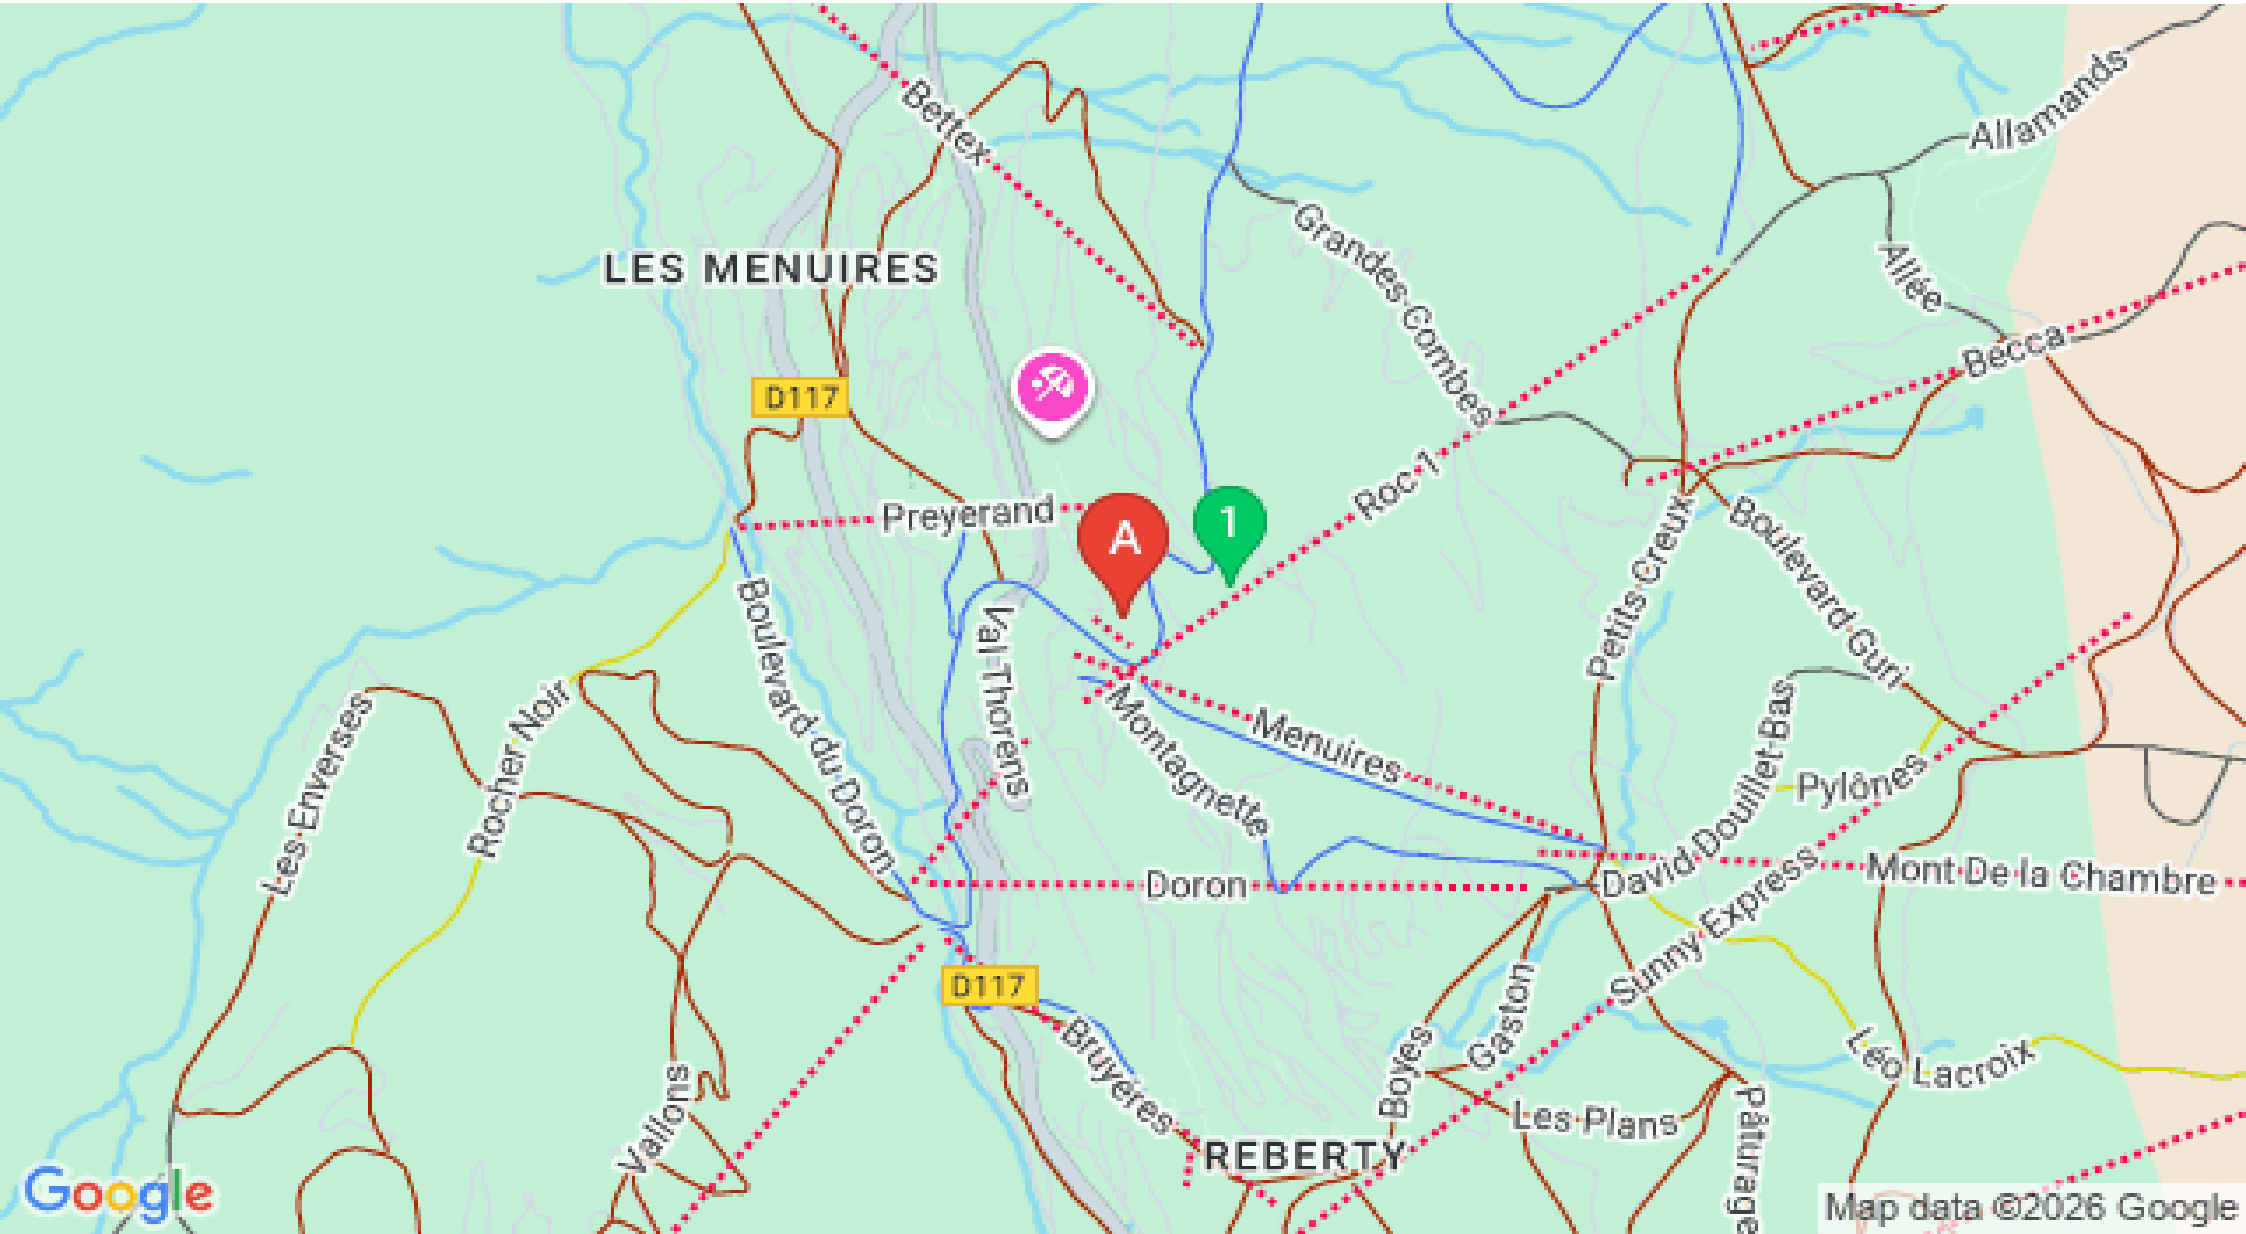 Bettex
Allamands
Grandes Combes
LES MENUIRES
Allée
Becca
D117
Roc 1
Preyerand
A
1
Petits Creux
Boulevard Guri
Boulevard du Doron
Val Thorens
Les Enverses
Rocher Noir
Montagnette
Menuires
David Douillet Bas
Pylônes
Doron
Mont De la Chambre
Sunny Express
D117
Bruyères
Gaston
Boyes
Léo Lacroix
Les Plans
Vallons
REBERTY
Pâturage
Google
Map data ©2026 Google